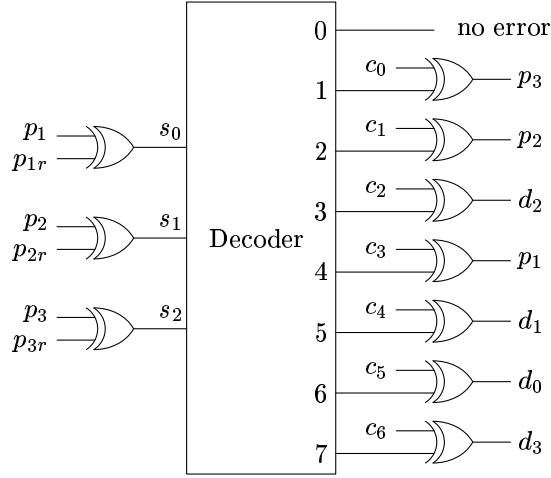 0 no error
c₀
1 p₃
p₁ s₀ c₁
p₁ᵣ 2 p₂
c₂
p₂ s₁ 3 d₂
p₂ᵣ Decoder c₃
4 p₁
p₃ s₂ c₄
p₃ᵣ 5 d₁
c₅
6 d₀
c₆
7 d₃